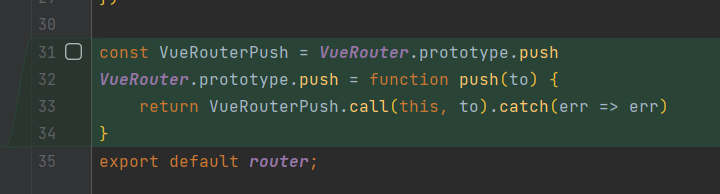 30
31 const VueRouterPush = VueRouter.prototype.push
32 VueRouter.prototype.push = function push(to) {
33     return VueRouterPush.call(this, to).catch(err => err)
34 }
35 export default router;